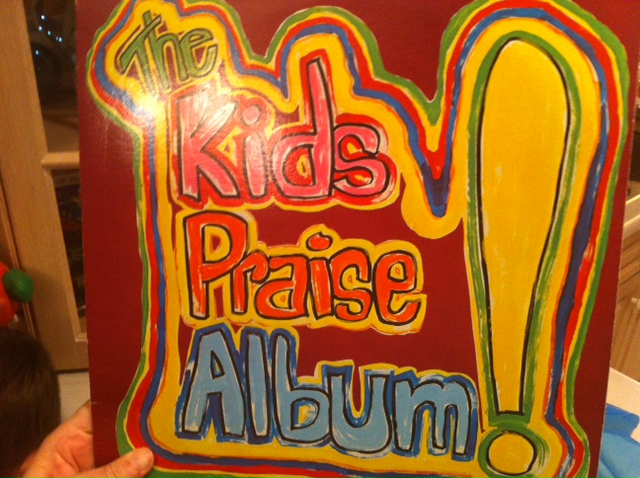 The
Kids
Praise
Album!